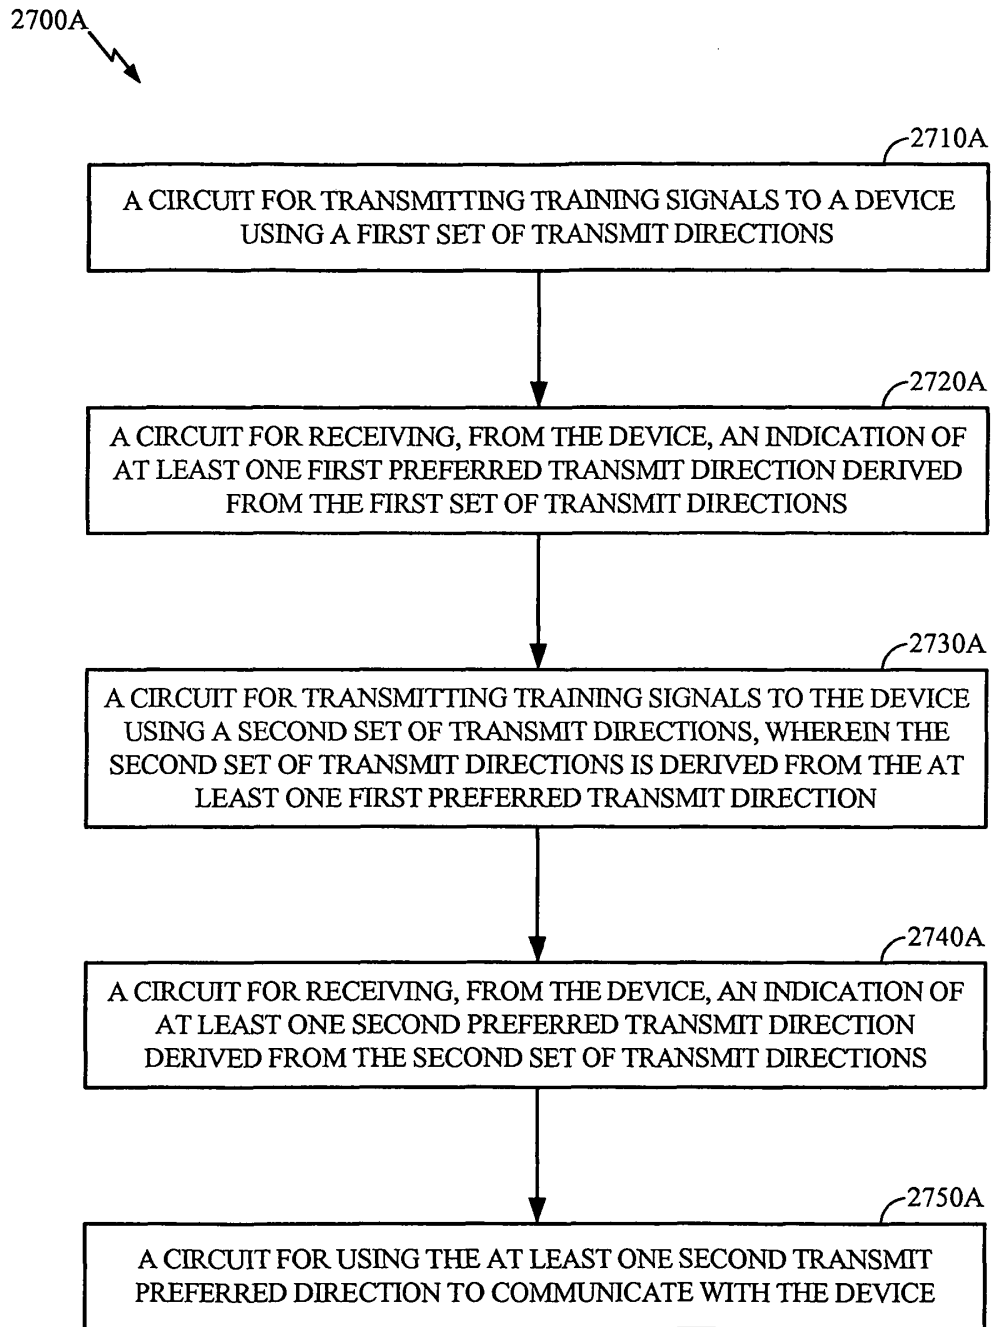 2700A
2710A
A CIRCUIT FOR TRANSMITTING TRAINING SIGNALS TO A DEVICE
USING A FIRST SET OF TRANSMIT DIRECTIONS
2720A
A CIRCUIT FOR RECEIVING, FROM THE DEVICE, AN INDICATION OF
AT LEAST ONE FIRST PREFERRED TRANSMIT DIRECTION DERIVED
FROM THE FIRST SET OF TRANSMIT DIRECTIONS
2730A
A CIRCUIT FOR TRANSMITTING TRAINING SIGNALS TO THE DEVICE
USING A SECOND SET OF TRANSMIT DIRECTIONS, WHEREIN THE
SECOND SET OF TRANSMIT DIRECTIONS IS DERIVED FROM THE AT
LEAST ONE FIRST PREFERRED TRANSMIT DIRECTION
2740A
A CIRCUIT FOR RECEIVING, FROM THE DEVICE, AN INDICATION OF
AT LEAST ONE SECOND PREFERRED TRANSMIT DIRECTION
DERIVED FROM THE SECOND SET OF TRANSMIT DIRECTIONS
2750A
A CIRCUIT FOR USING THE AT LEAST ONE SECOND TRANSMIT
PREFERRED DIRECTION TO COMMUNICATE WITH THE DEVICE